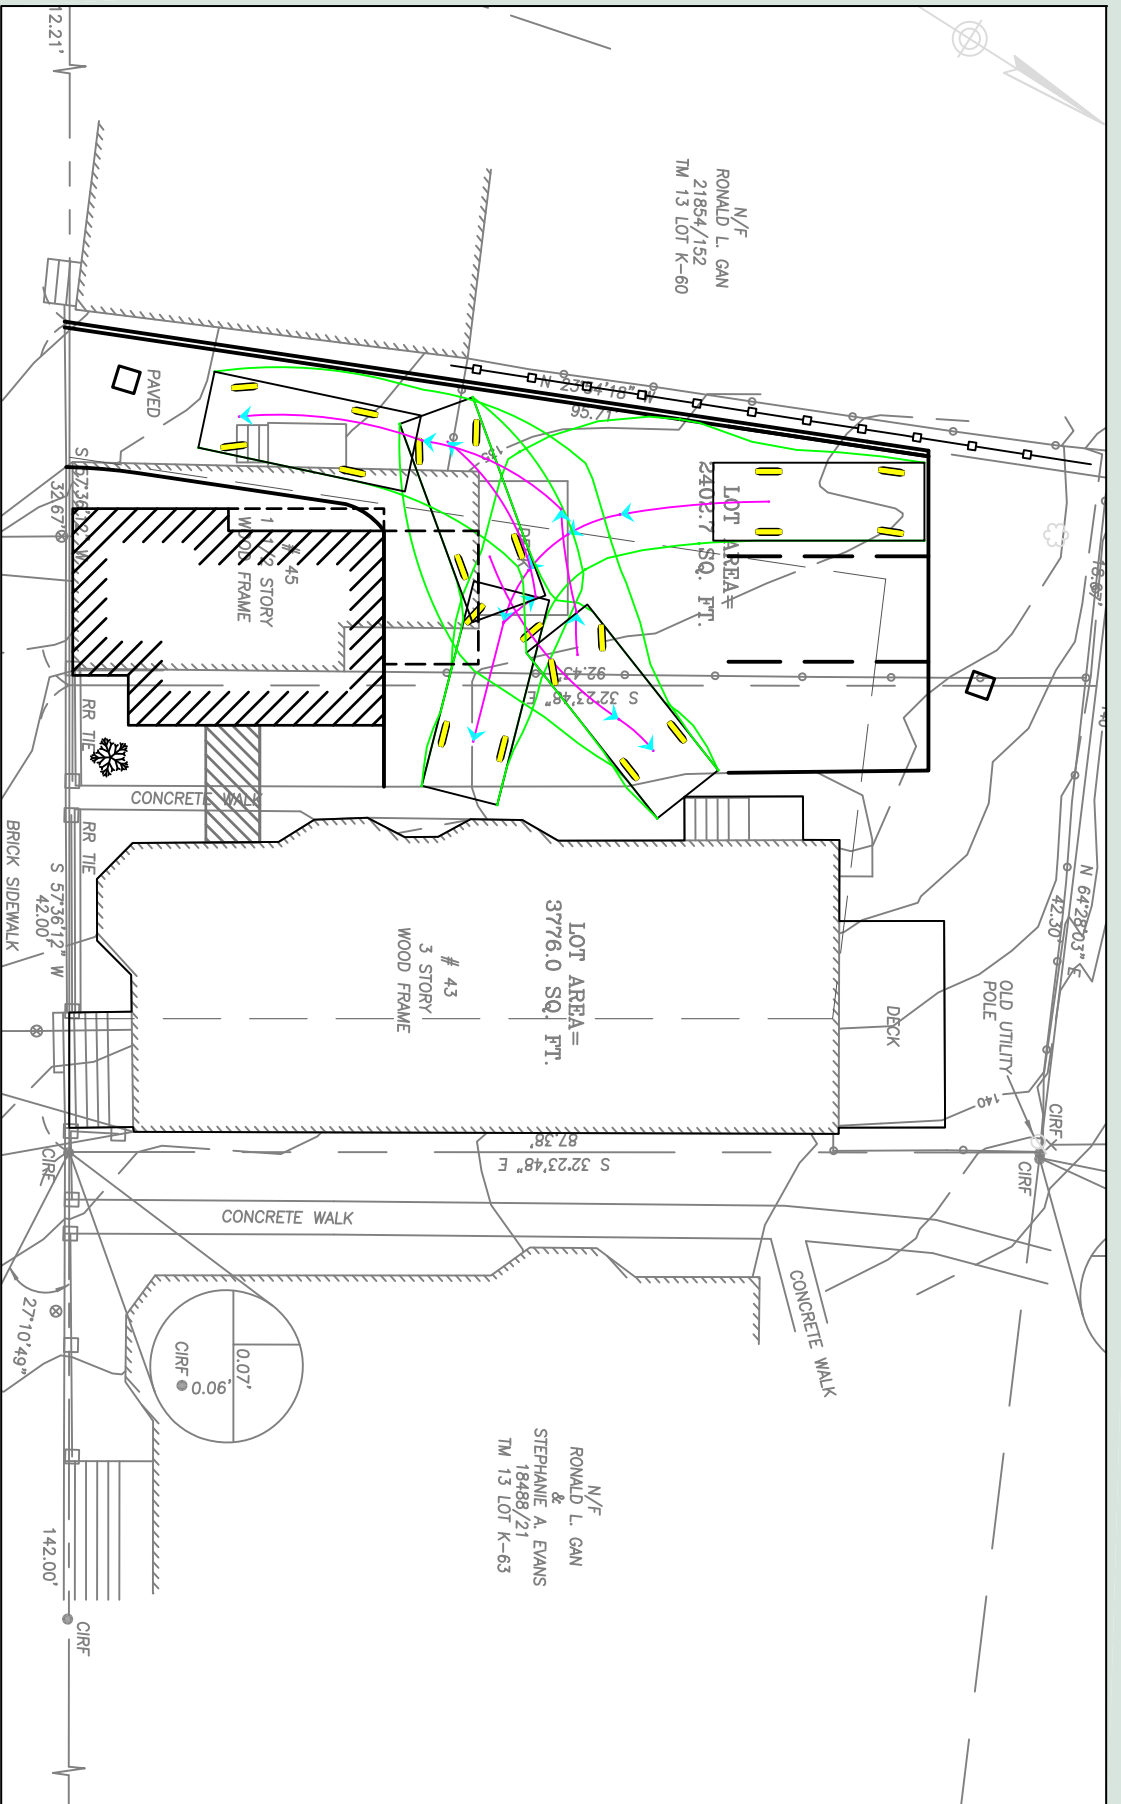 12.21'
N/F
RONALD L. GAN
21854/152
TM 13 LOT K-60
95.71'
135
PAVED
32.67'
# 45
1 1/2 STORY
WOOD FRAME
DECK
LOT AREA=
2402.7 SQ. FT.
92.43'
S 32°23'48" E
18.67'
140
RR TIE
CONCRETE WALK
RR TIE
BRICK SIDEWALK
S 57°36'12" W
42.00'
# 43
3 STORY
WOOD FRAME
LOT AREA=
3776.0 SQ. FT.
DECK
N 64°28'03" E
42.30'
OLD UTILITY
POLE
140
CIRF
CIRF
87.38'
S 32°23'48" E
CIRF
CONCRETE WALK
CONCRETE WALK
27°10'49"
0.07'
CIRF
0.06'
N/F
RONALD L. GAN
&
STEPHANIE A. EVANS
18488/21
TM 13 LOT K-63
142.00'
CIRF